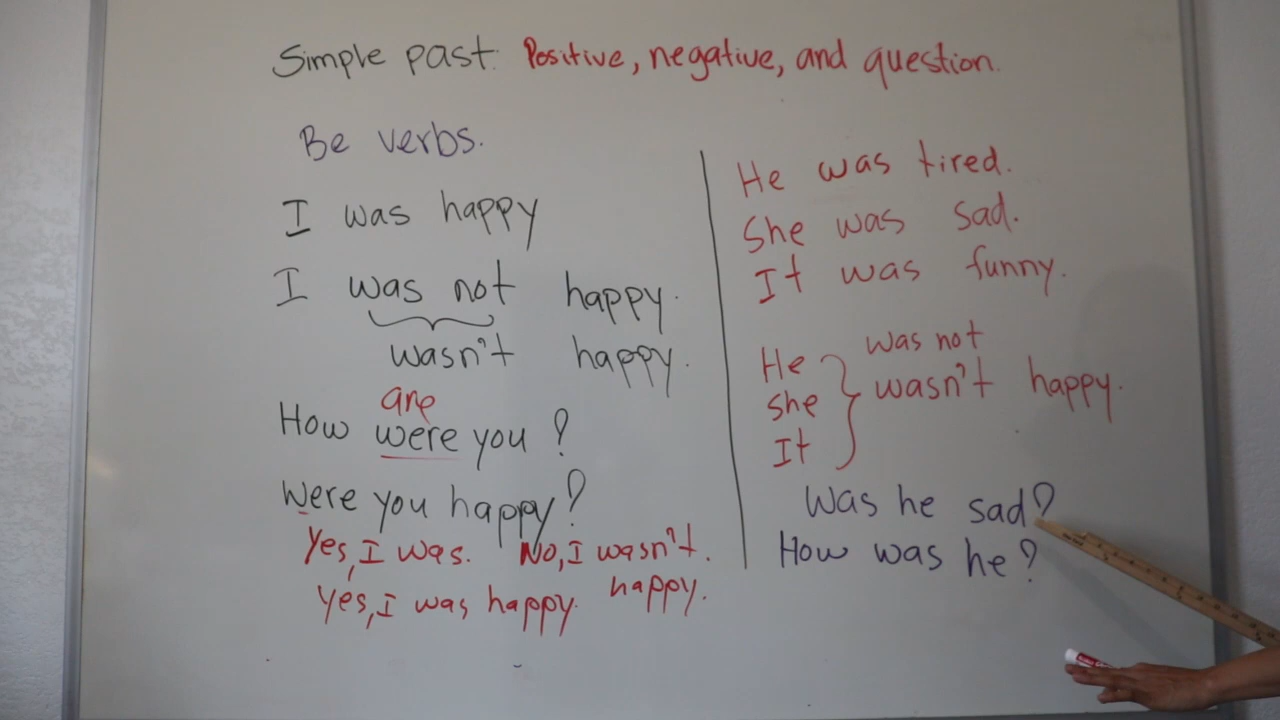 Simple past: Positive, negative, and question.
Be verbs.
I was happy
I was not happy.
wasn't happy.
are
How were you?
Were you happy?
Yes, I was. No, I wasn't.
Yes, I was happy. happy.
He was tired.
She was sad.
It was funny.
was not
He
wasn't happy.
She
It
Was he sad?
How was he?